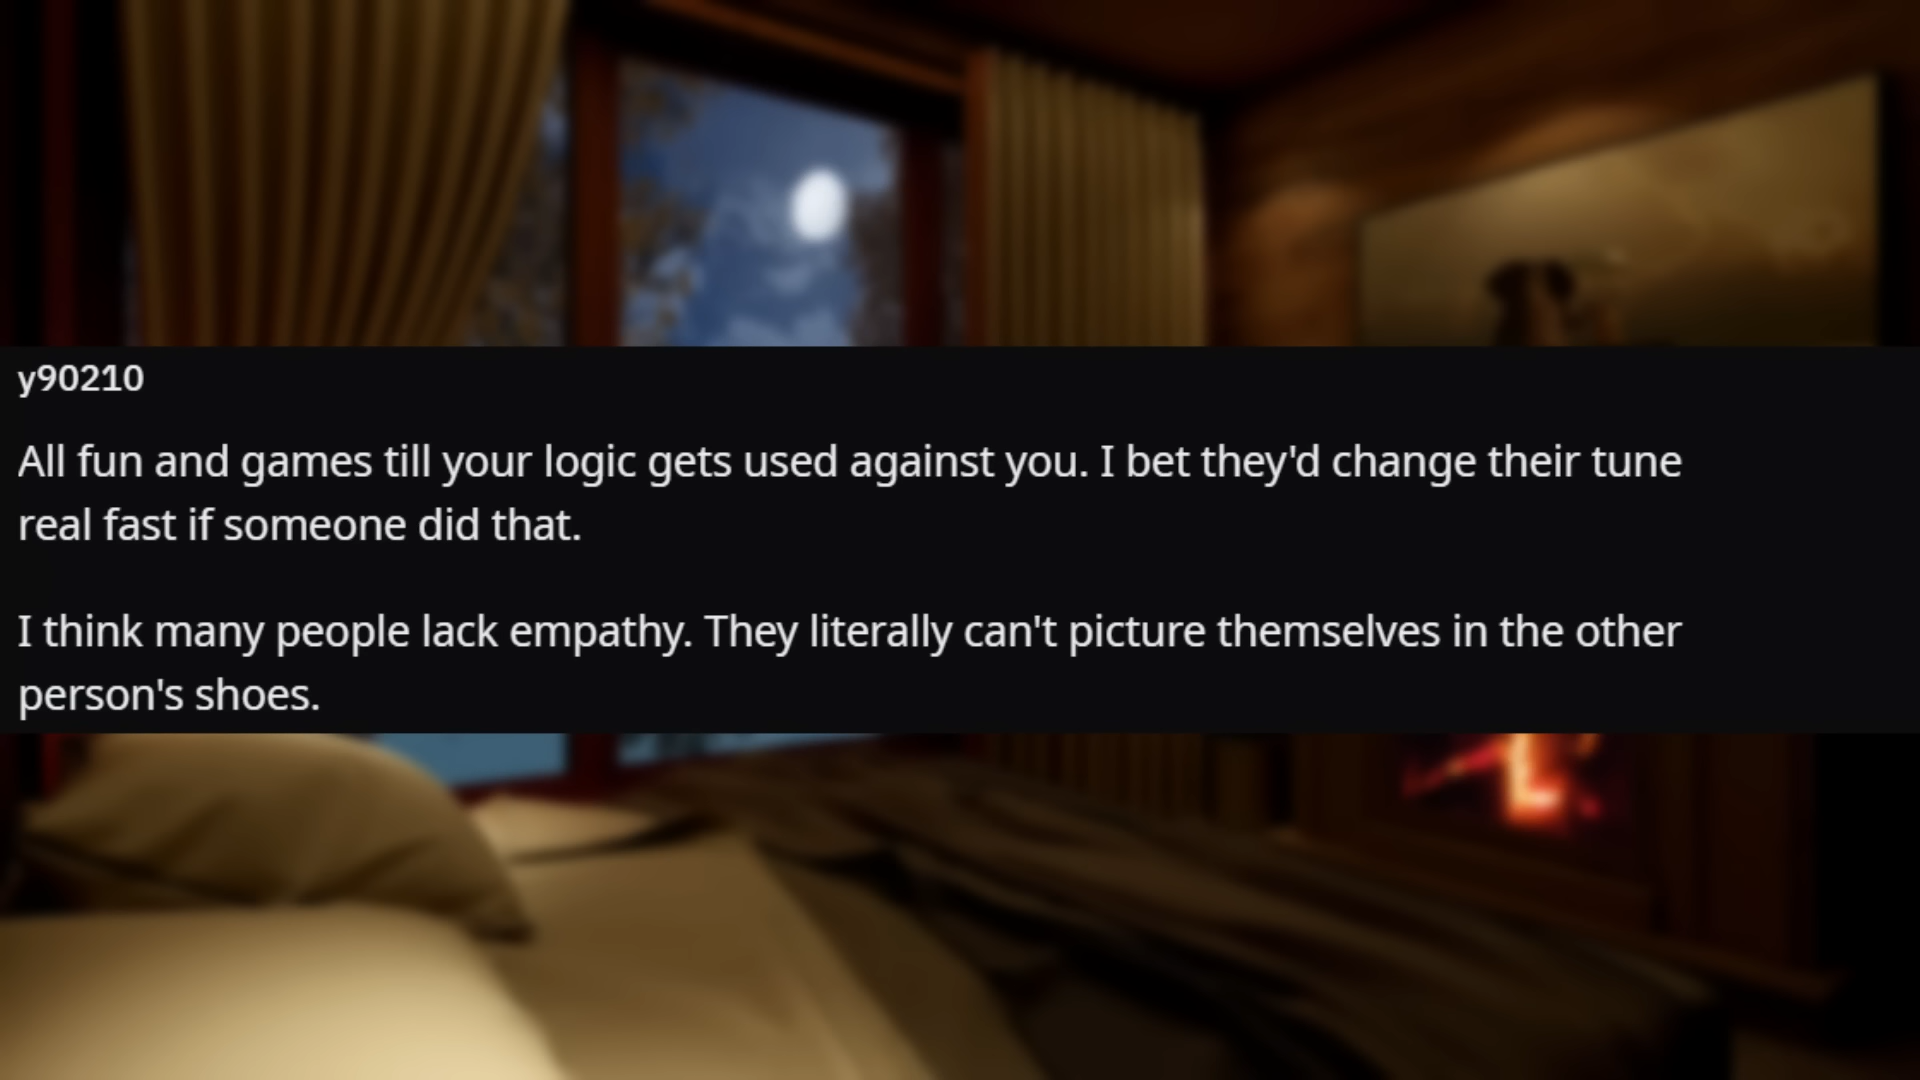 y90210
All fun and games till your logic gets used against you. I bet they'd change their tune
real fast if someone did that.
I think many people lack empathy. They literally can't picture themselves in the other
person's shoes.